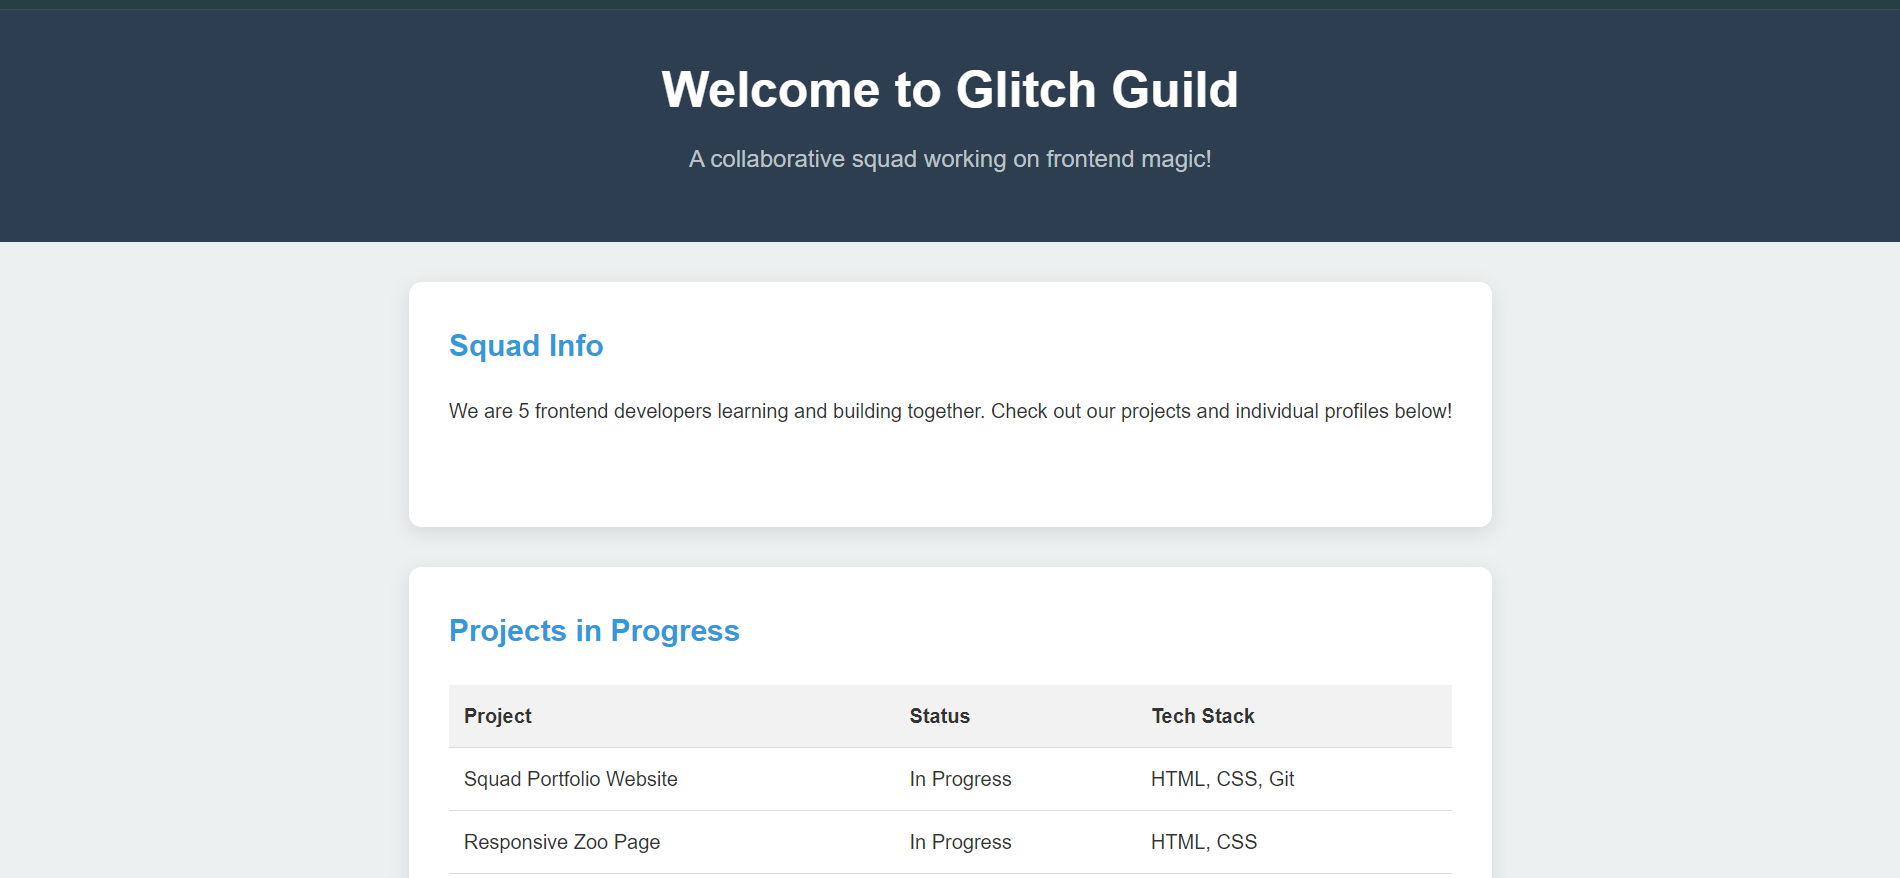 Welcome to Glitch Guild
A collaborative squad working on frontend magic!
Squad Info
We are 5 frontend developers learning and building together. Check out our projects and individual profiles below!
Projects in Progress
Project Status Tech Stack
Squad Portfolio Website In Progress HTML, CSS, Git
Responsive Zoo Page In Progress HTML, CSS